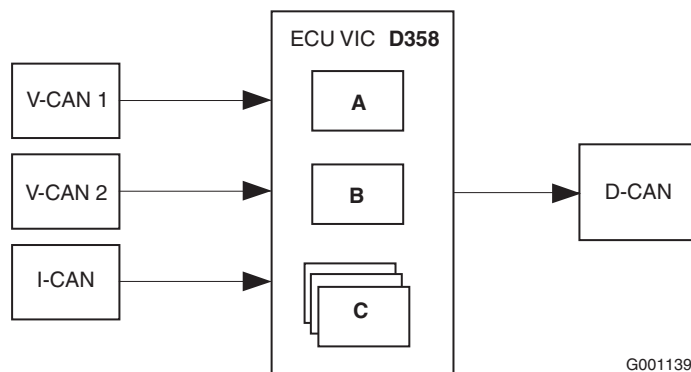 ECU VIC D358
V-CAN 1
A
V-CAN 2
B
D-CAN
I-CAN
C
G001139